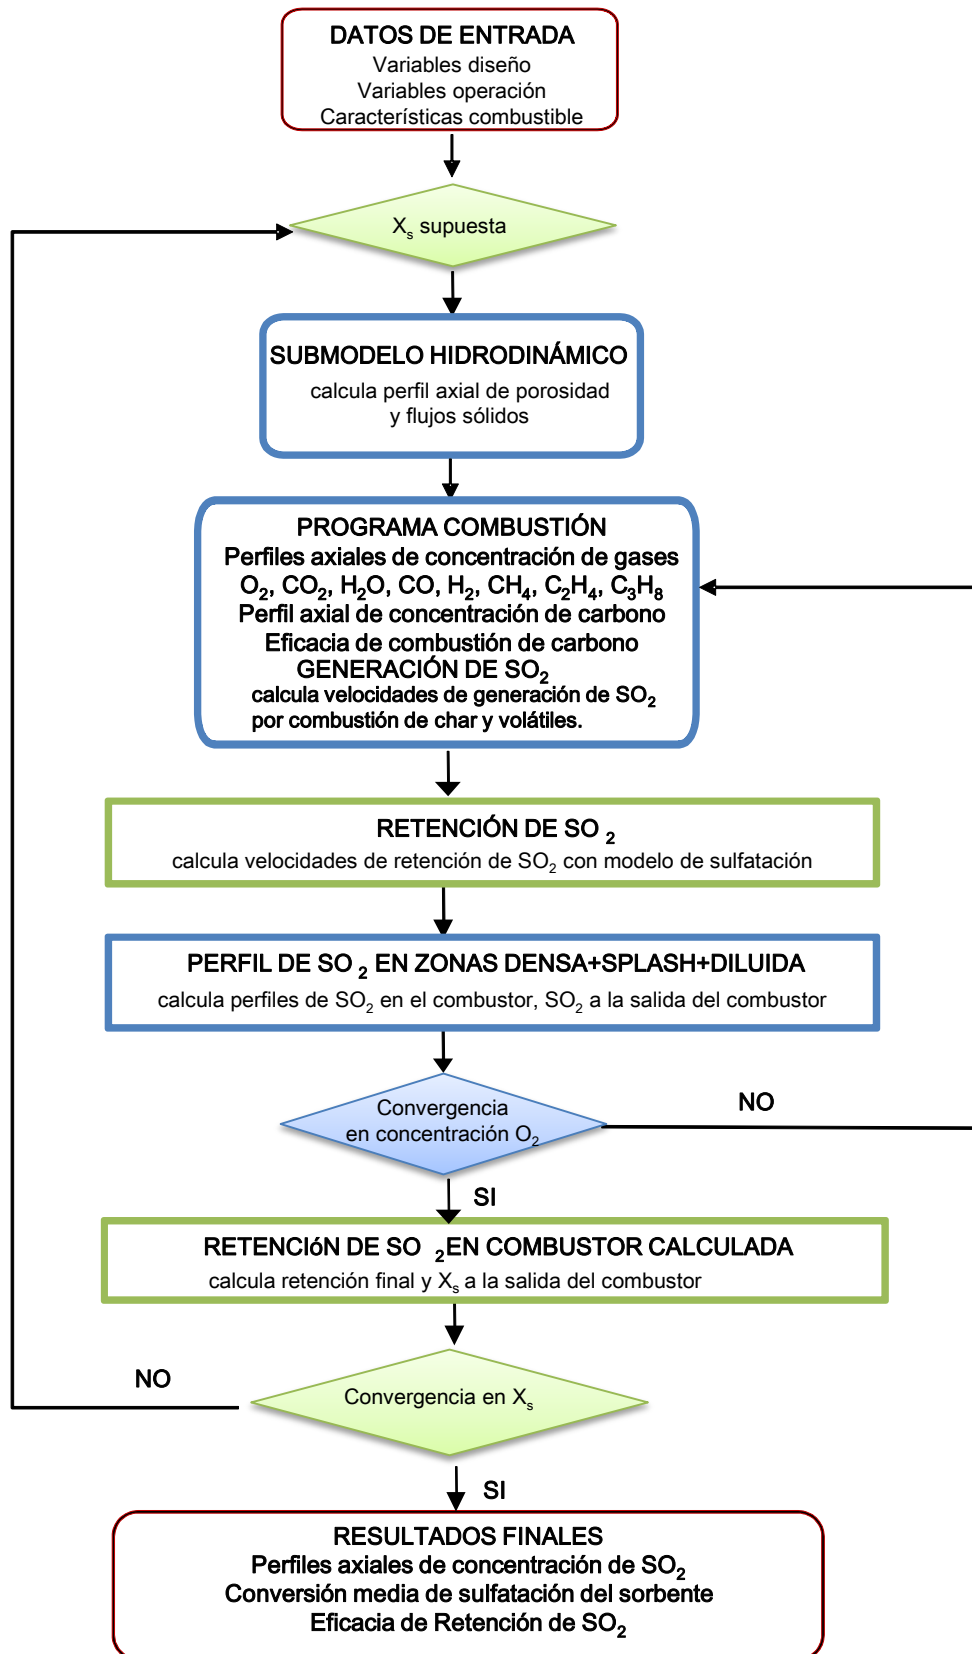 DATOS DE ENTRADA
Variables diseño
Variables operación
Características combustible
Xs supuesta
SUBMODELO HIDRODINÁMICO
calcula perfil axial de porosidad
y flujos sólidos
PROGRAMA COMBUSTIÓN
Perfiles axiales de concentración de gases
O2, CO2, H2O, CO, H2, CH4, C2H4, C3H8
Perfil axial de concentración de carbono
Eficacia de combustión de carbono
GENERACIÓN DE SO2
calcula velocidades de generación de SO2
por combustión de char y volátiles.
RETENCIÓN DE SO 2
calcula velocidades de retención de SO2 con modelo de sulfatación
PERFIL DE SO 2 EN ZONAS DENSA+SPLASH+DILUIDA
calcula perfiles de SO2 en el combustor, SO2 a la salida del combustor
Convergencia
en concentración O2
NO
SI
RETENCIóN DE SO 2EN COMBUSTOR CALCULADA
calcula retención final y Xs a la salida del combustor
NO
Convergencia en Xs
SI
RESULTADOS FINALES
Perfiles axiales de concentración de SO2
Conversión media de sulfatación del sorbente
Eficacia de Retención de SO2